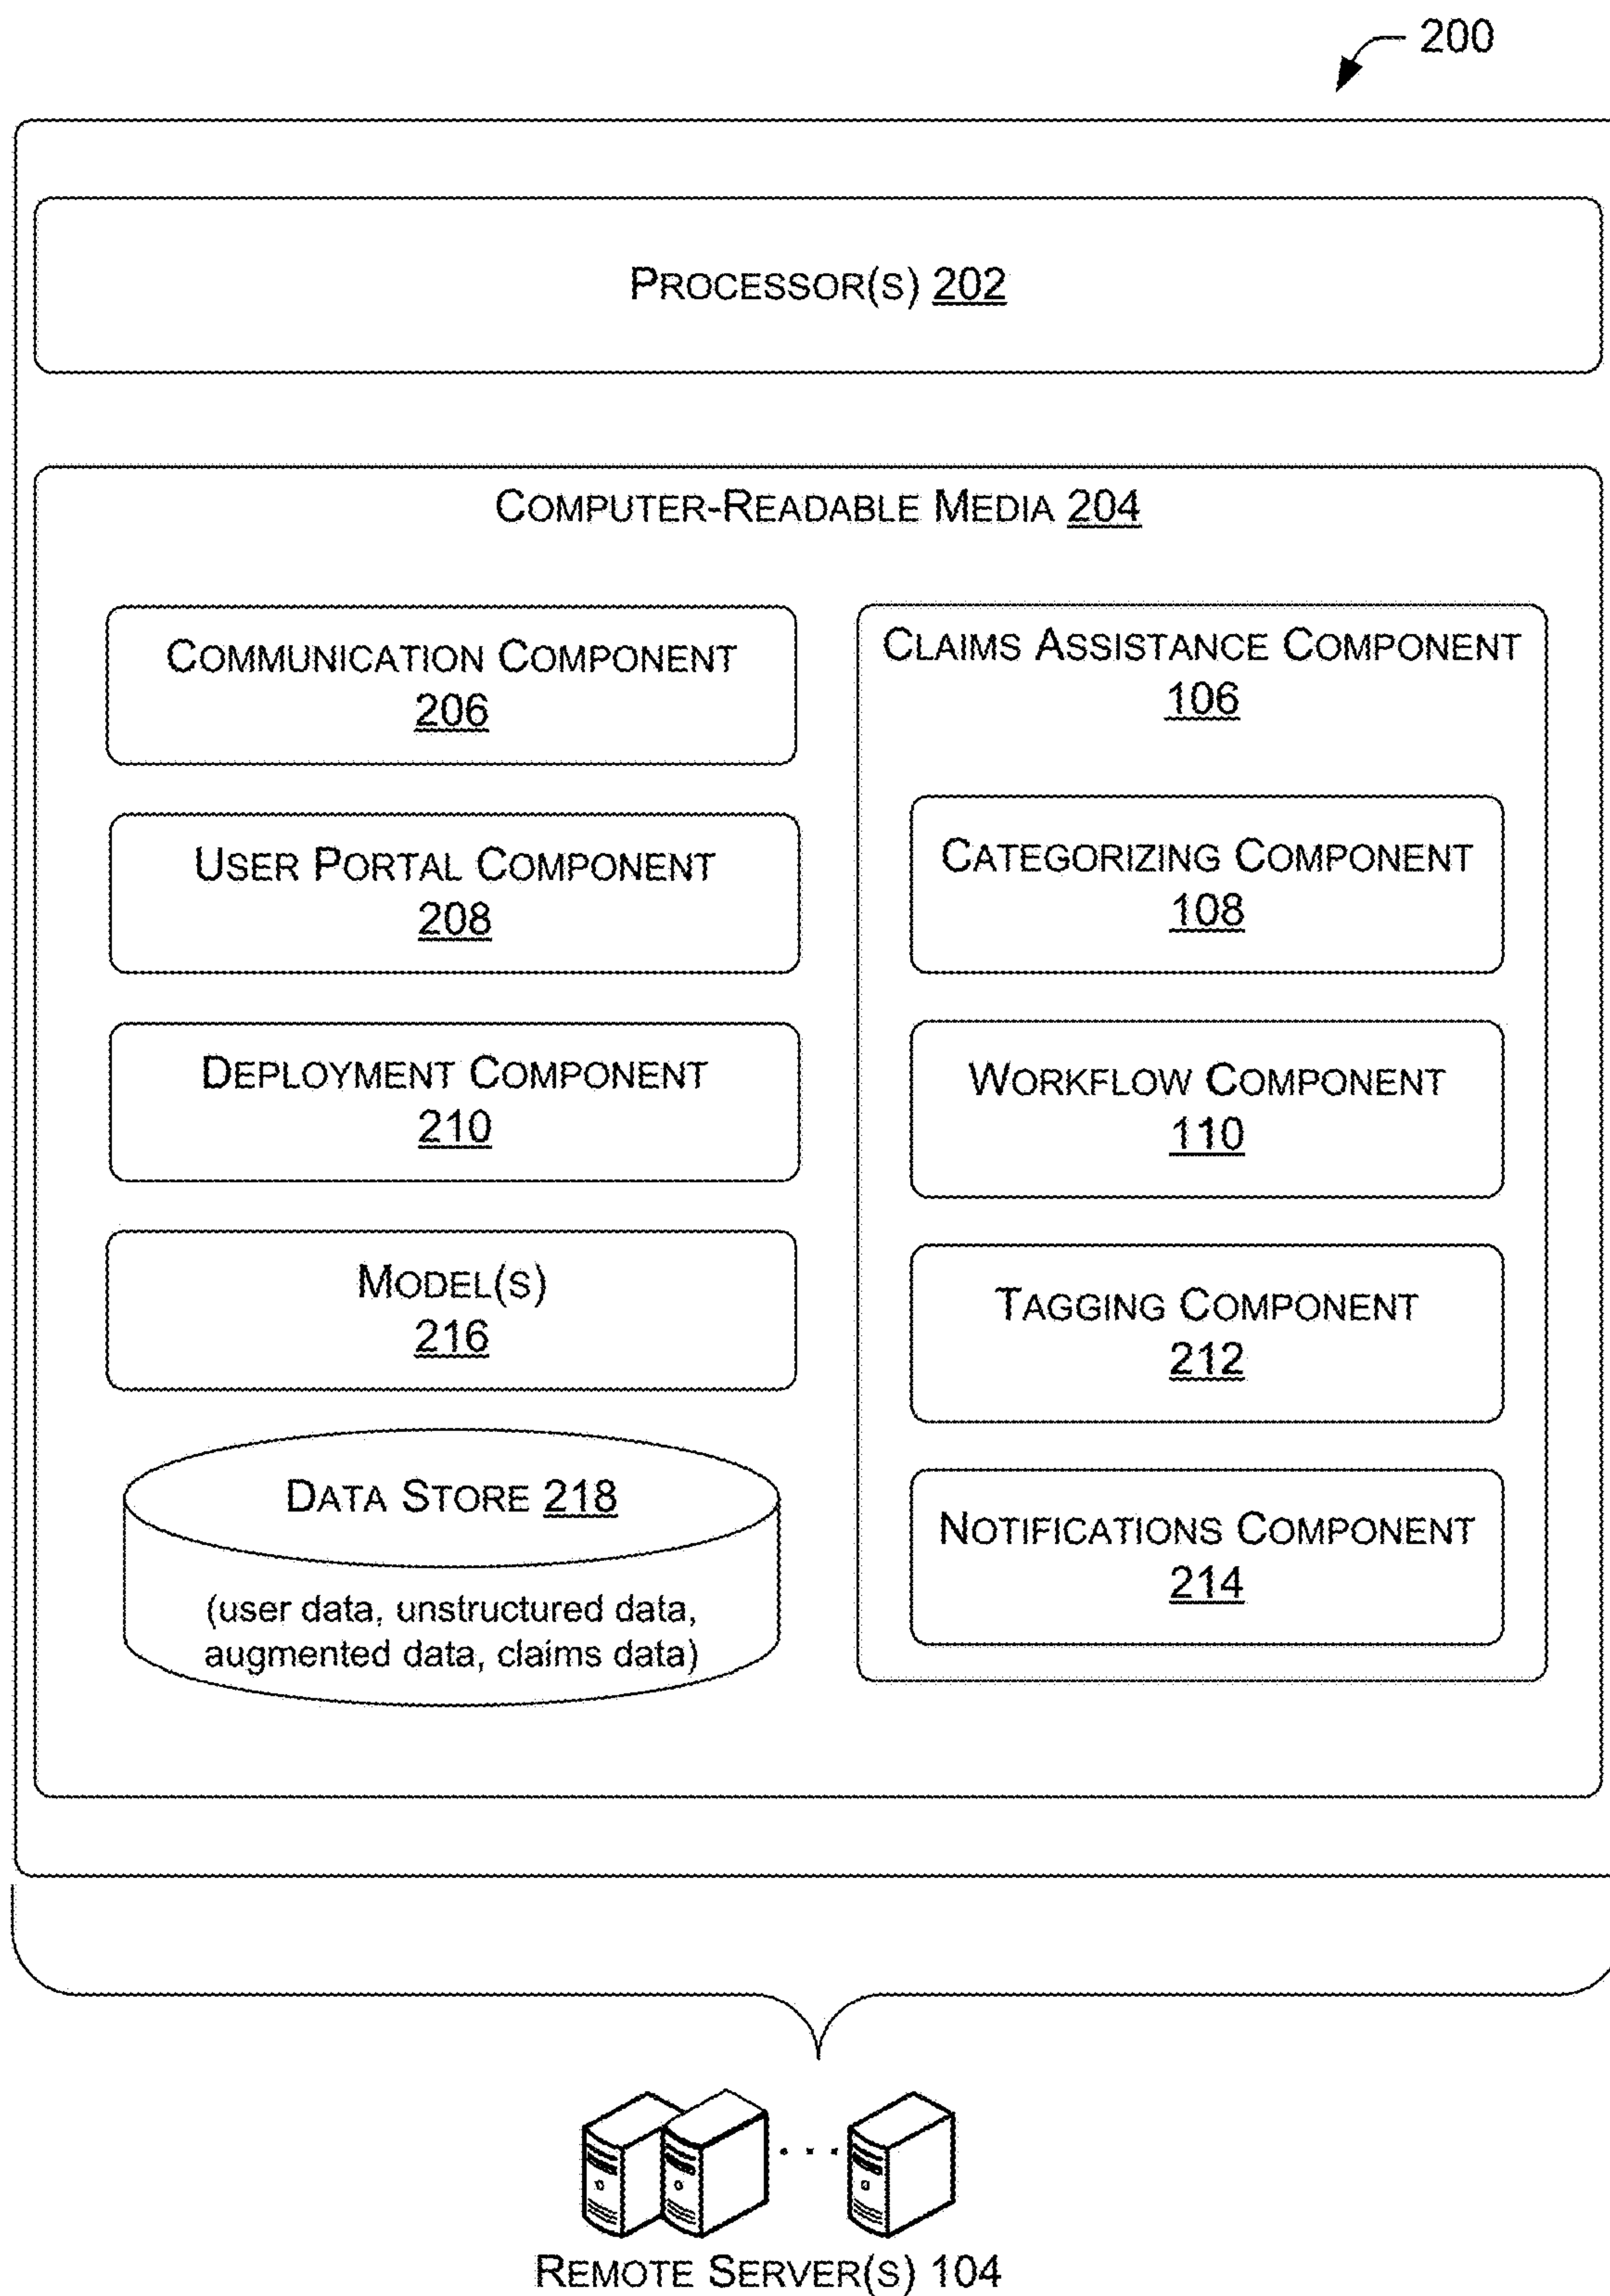 200
PROCESSOR(S) 202
COMPUTER-READABLE MEDIA 204
COMMUNICATION COMPONENT
206
USER PORTAL COMPONENT
208
DEPLOYMENT COMPONENT
210
MODEL(S)
216
DATA STORE 218
(user data, unstructured data,
augmented data, claims data)
CLAIMS ASSISTANCE COMPONENT
106
CATEGORIZING COMPONENT
108
WORKFLOW COMPONENT
110
TAGGING COMPONENT
212
NOTIFICATIONS COMPONENT
214
REMOTE SERVER(S) 104